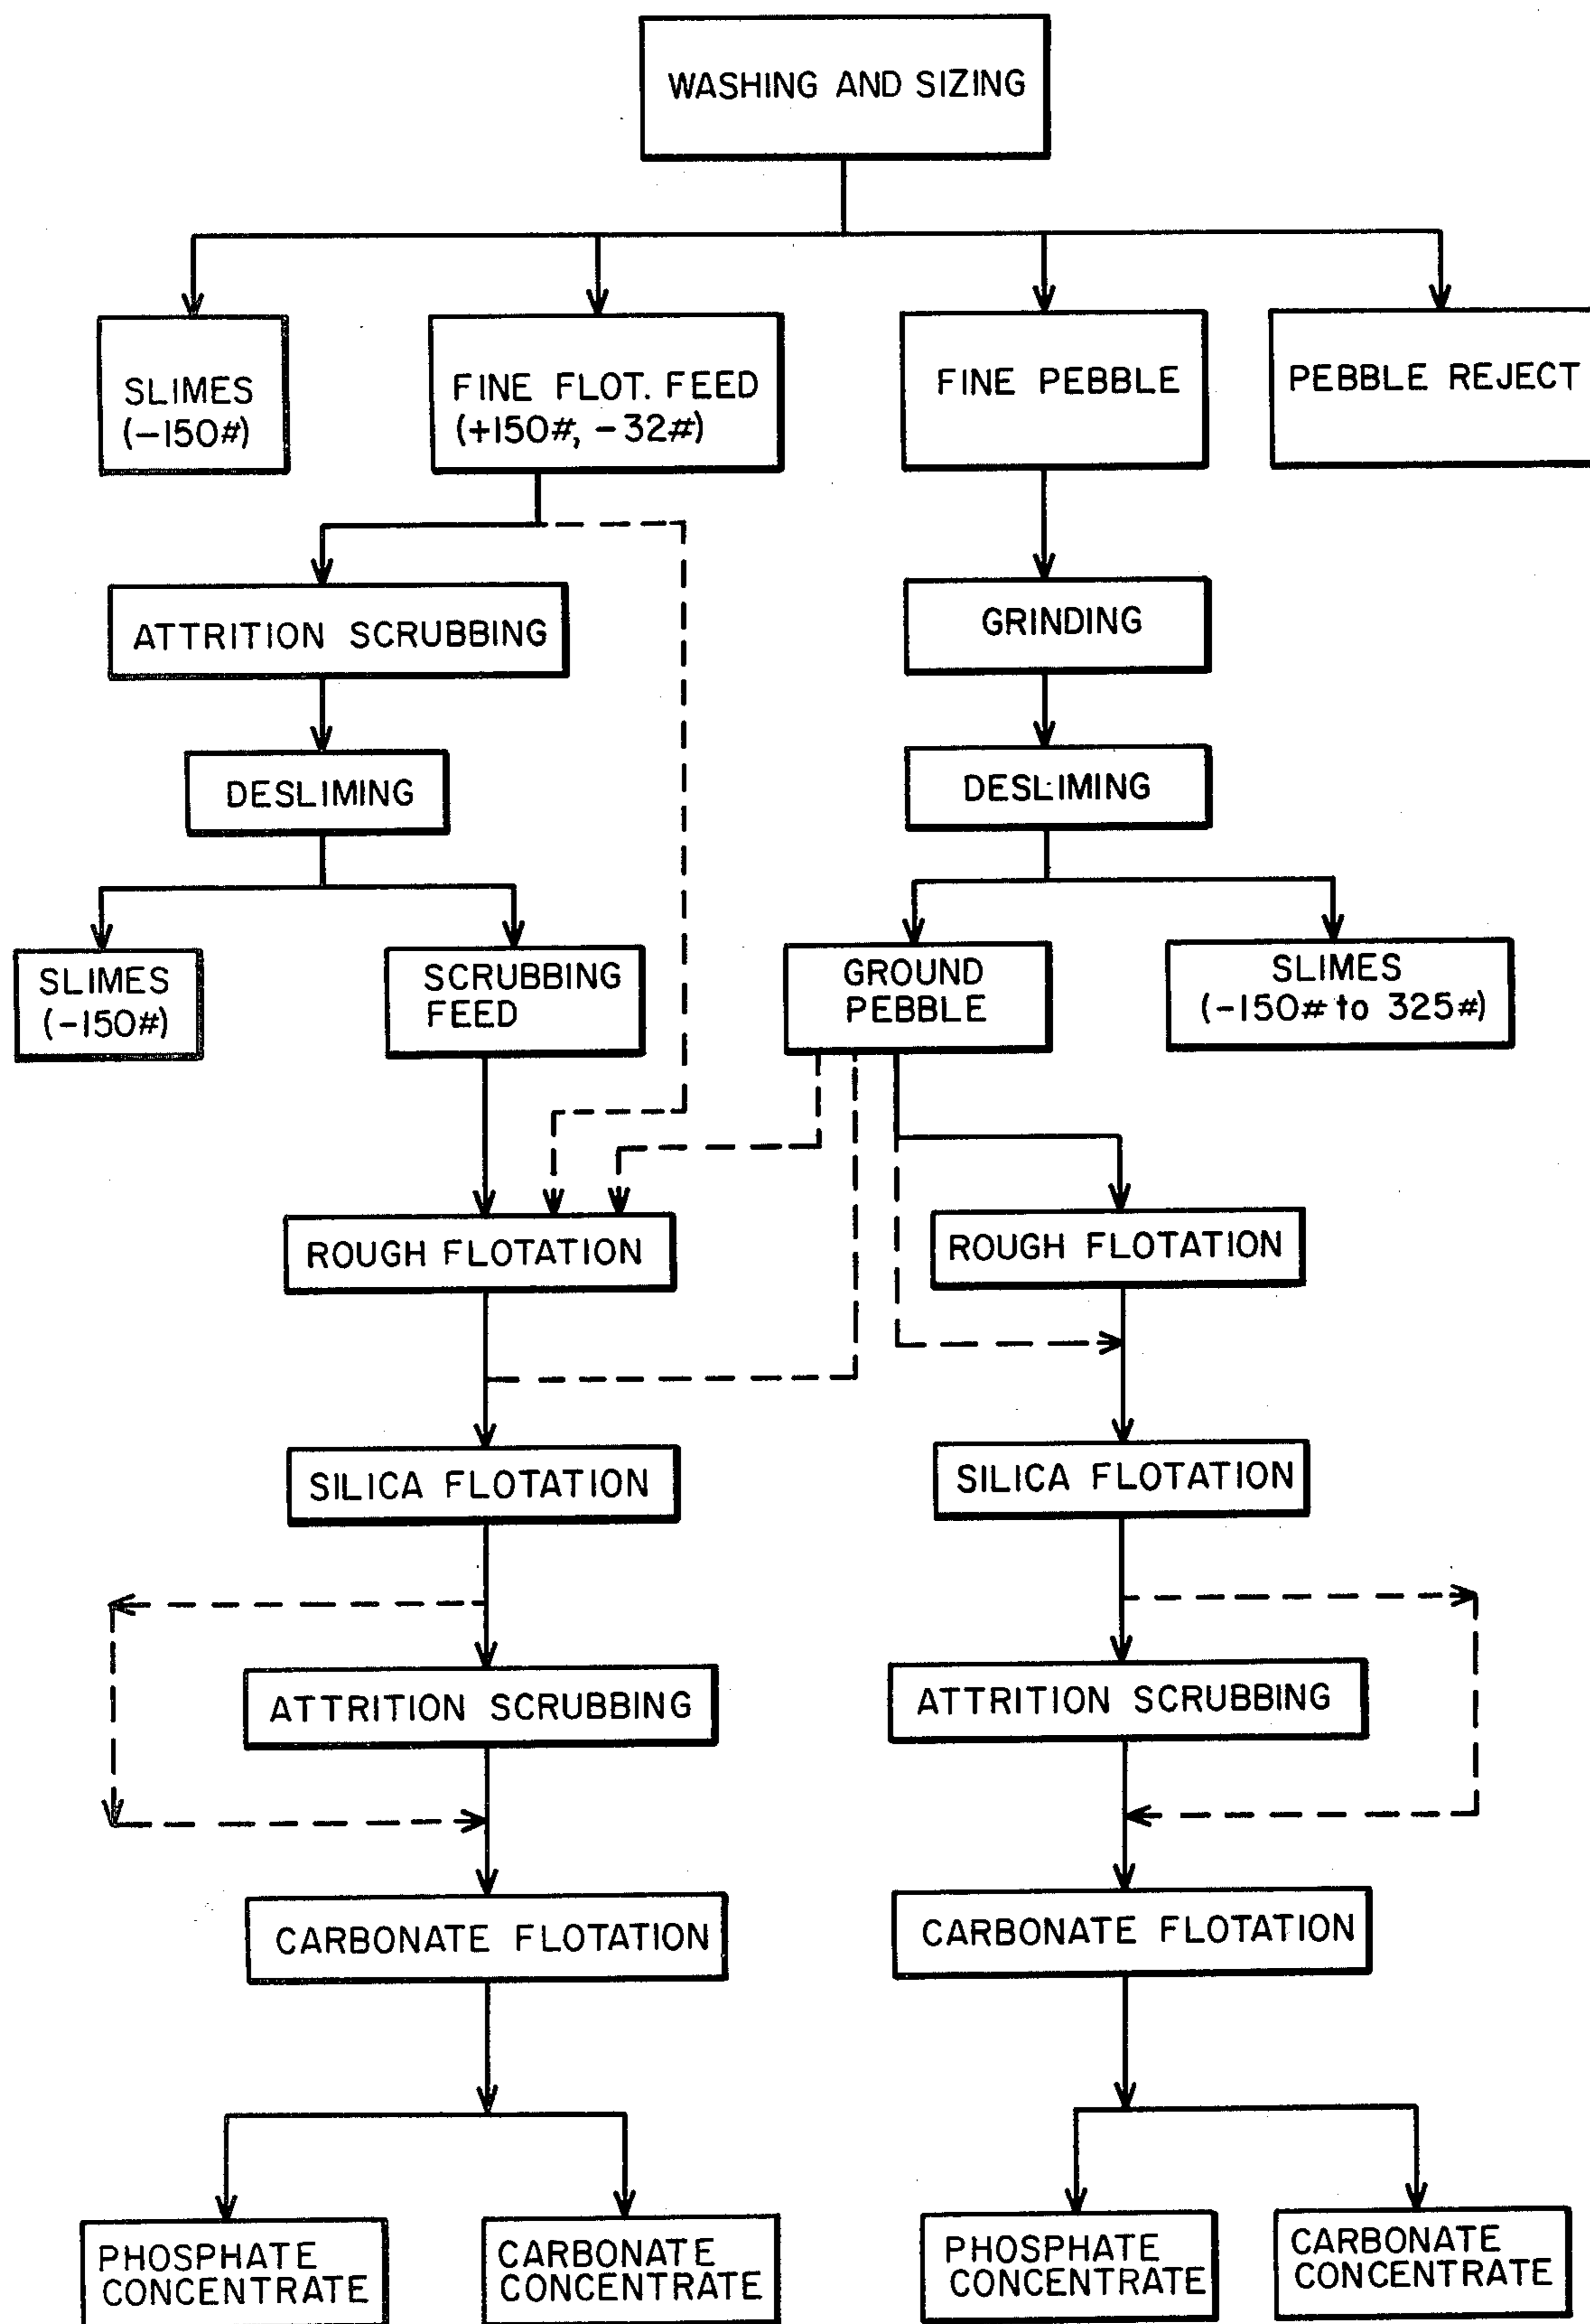 WASHING AND SIZING
SLIMES
(-150#)
FINE FLOT. FEED
(+150#, -32#)
FINE PEBBLE
PEBBLE REJECT
ATTRITION SCRUBBING
GRINDING
DESLIMING
DESLIMING
SLIMES
(-150#)
SCRUBBING
FEED
GROUND
PEBBLE
SLIMES
(-150# to 325#)
ROUGH FLOTATION
ROUGH FLOTATION
SILICA FLOTATION
SILICA FLOTATION
ATTRITION SCRUBBING
ATTRITION SCRUBBING
CARBONATE FLOTATION
CARBONATE FLOTATION
PHOSPHATE
CONCENTRATE
CARBONATE
CONCENTRATE
PHOSPHATE
CONCENTRATE
CARBONATE
CONCENTRATE